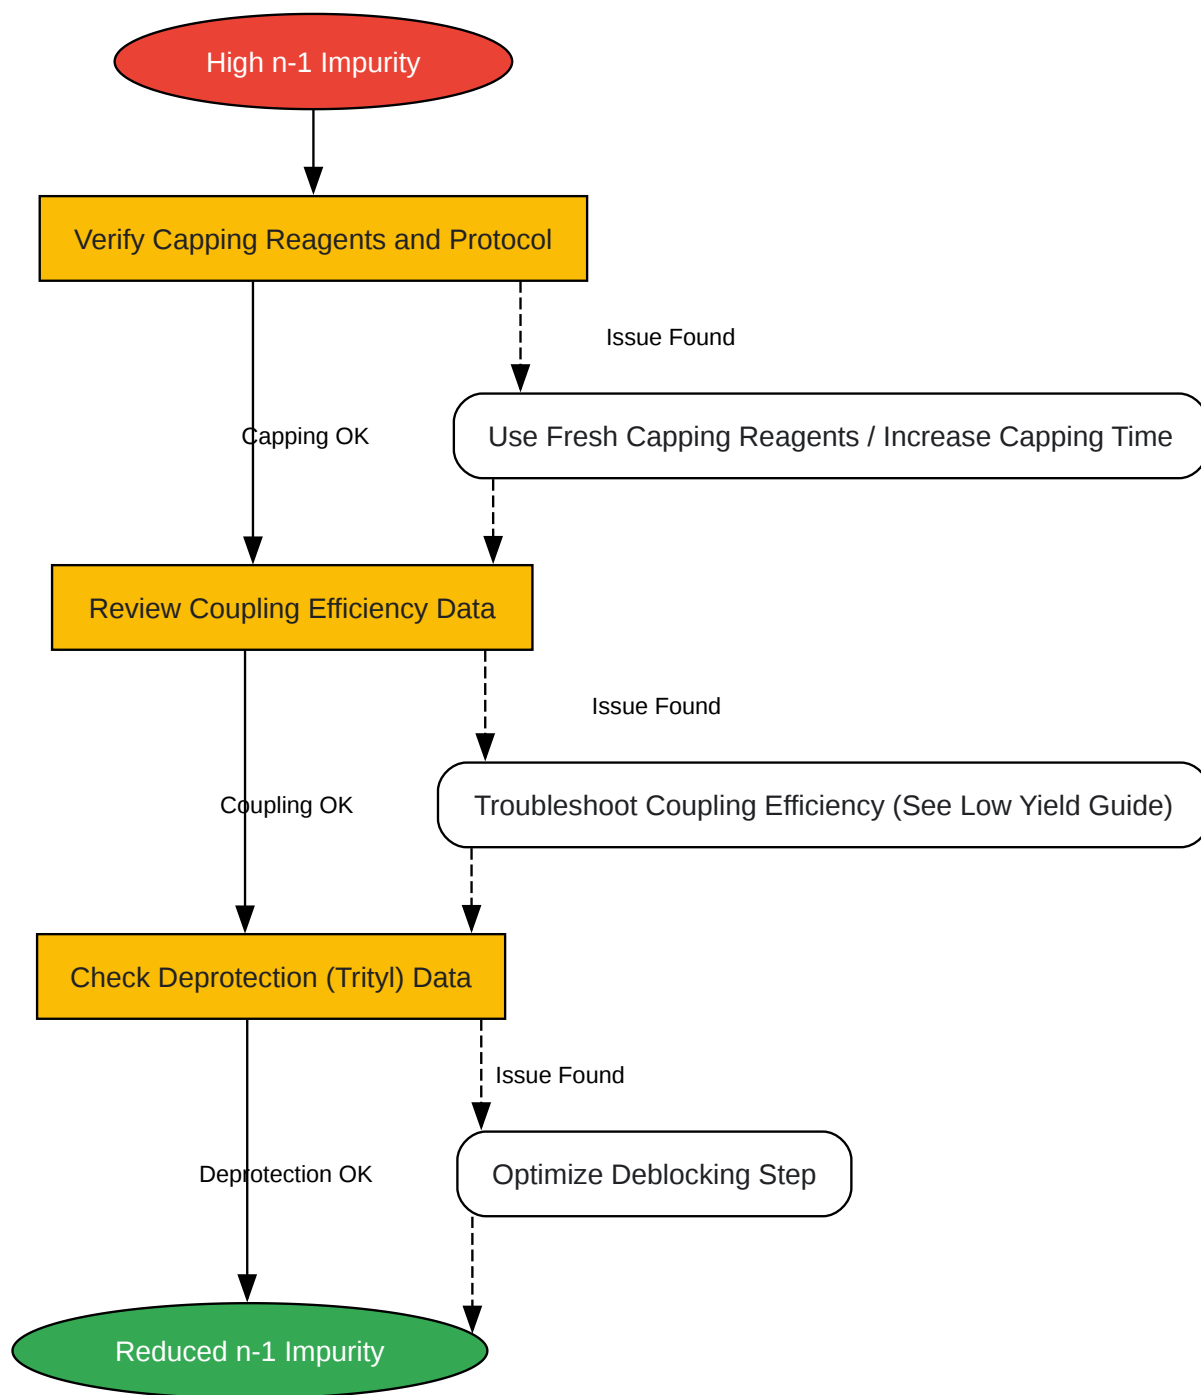 High n-1 Impurity
Verify Capping Reagents and Protocol
Issue Found
Capping OK
Use Fresh Capping Reagents / Increase Capping Time
Review Coupling Efficiency Data
Issue Found
Coupling OK
Troubleshoot Coupling Efficiency (See Low Yield Guide)
Check Deprotection (Trityl) Data
Issue Found
Deprotection OK
Optimize Deblocking Step
Reduced n-1 Impurity